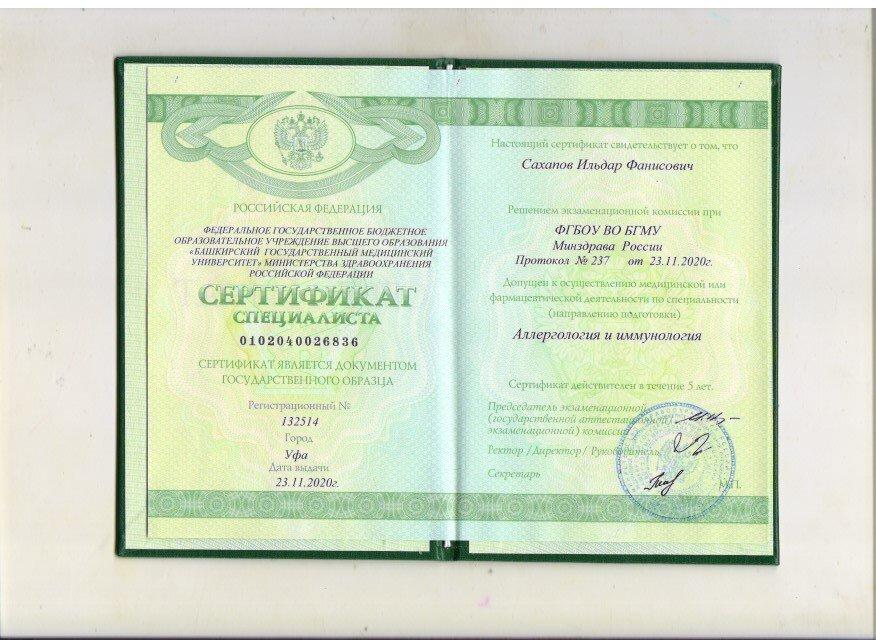 РОССИЙСКАЯ ФЕДЕРАЦИЯ
ФЕДЕРАЛЬНОЕ ГОСУДАРСТВЕННОЕ БЮДЖЕТНОЕ
ОБРАЗОВАТЕЛЬНОЕ УЧРЕЖДЕНИЕ ВЫСШЕГО ОБРАЗОВАНИЯ
«БАШКИРСКИЙ ГОСУДАРСТВЕННЫЙ МЕДИЦИНСКИЙ
УНИВЕРСИТЕТ» МИНИСТЕРСТВА ЗДРАВООХРАНЕНИЯ
РОССИЙСКОЙ ФЕДЕРАЦИИ
СЕРТИФИКАТ
СПЕЦИАЛИСТА
0102040026836
СЕРТИФИКАТ ЯВЛЯЕТСЯ ДОКУМЕНТОМ
ГОСУДАРСТВЕННОГО ОБРАЗЦА
Регистрационный №
132514
Город
Уфа
Дата выдачи
23.11.2020г.
Настоящий сертификат свидетельствует о том, что
Сахапов Ильдар Фанисович
Решением экзаменационной комиссии при
ФГБОУ ВО БГМУ
Минздрава России
Протокол № 237 от 23.11.2020г.
Допущен к осуществлению медицинской или
фармацевтической деятельности по специальности
(направлению подготовки)
Аллергология и иммунология
Сертификат действителен в течение 5 лет.
Председатель экзаменационной
(государственной аттестационной/
экзаменационной) комиссии
Ректор /Директор/ Руководитель
Секретарь
М.П.